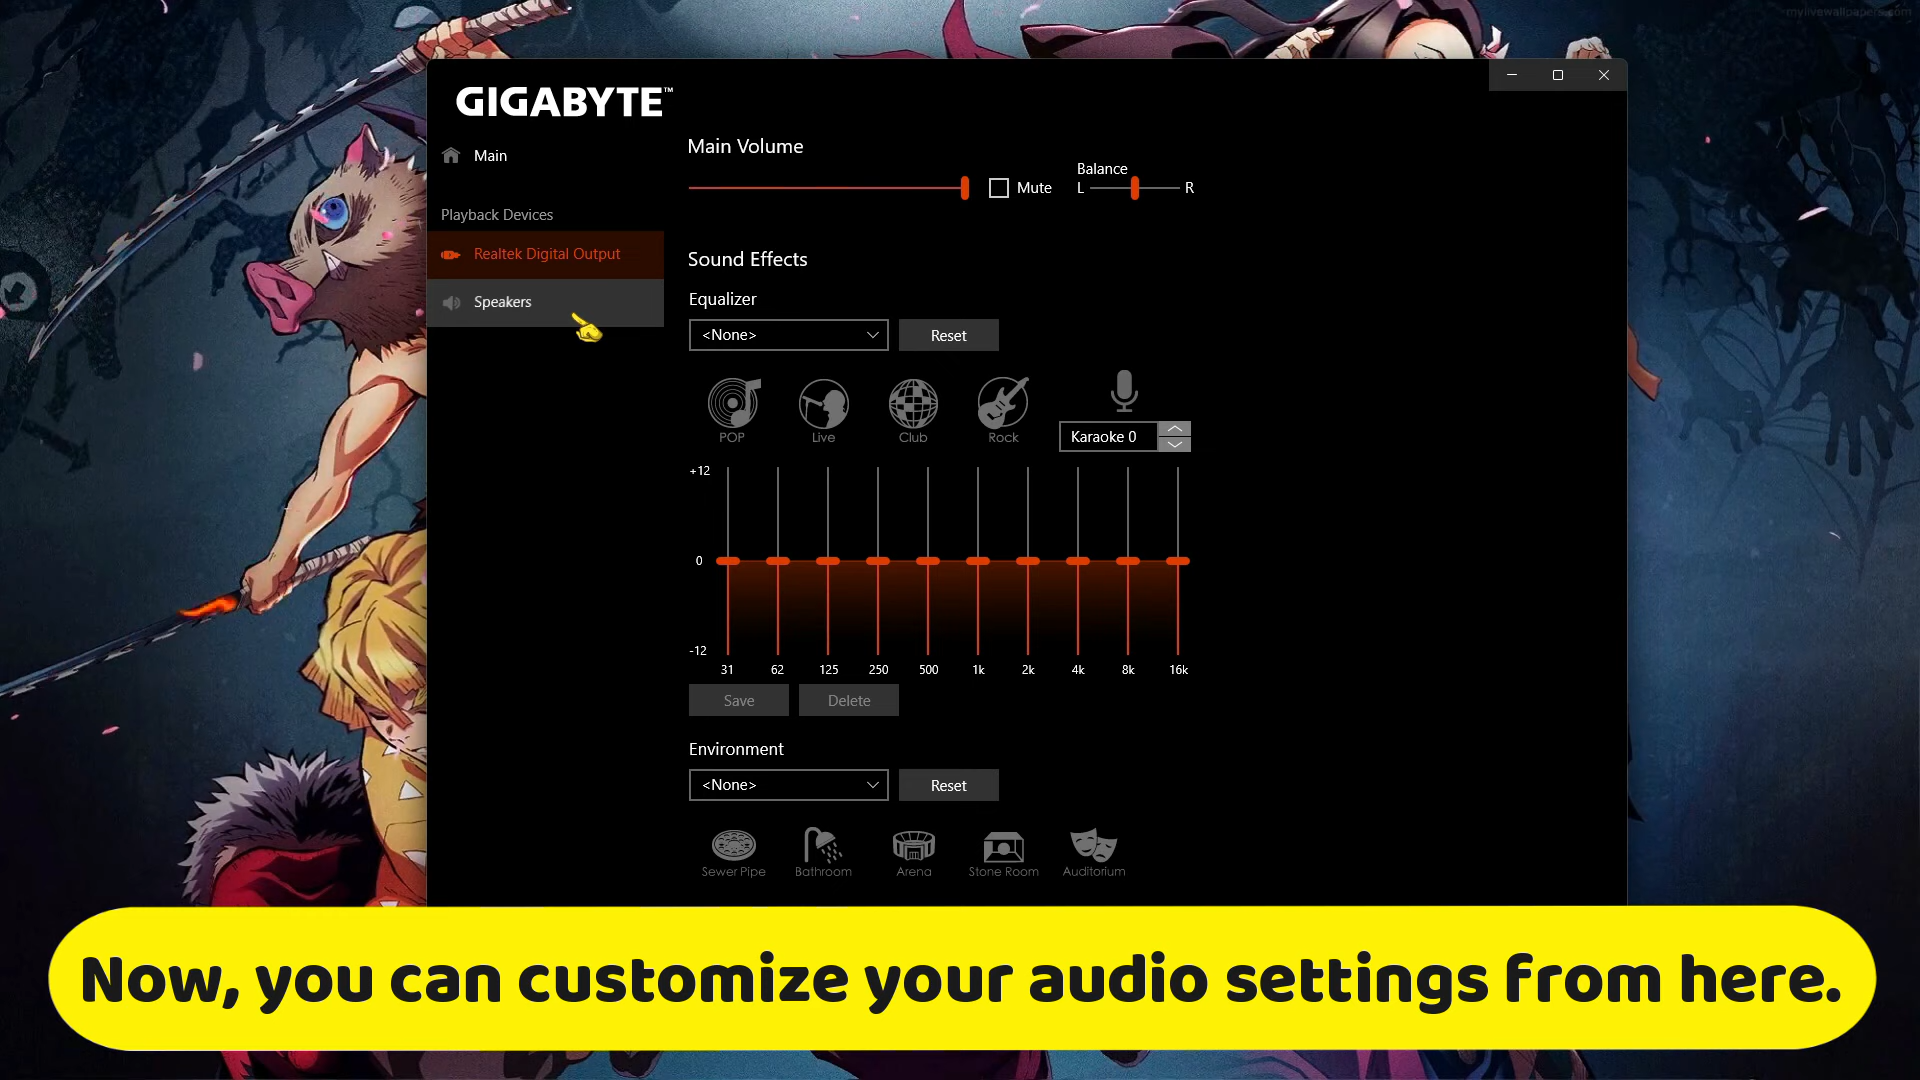 mylivewallpapers.com
GIGABYTE™
Main
Playback Devices
Realtek Digital Output
Speakers
Main Volume
Mute
Balance
L R
Sound Effects
Equalizer
<None>
Reset
POP
Live
Club
Rock
Karaoke 0
+12
0
-12
31 62 125 250 500 1k 2k 4k 8k 16k
Save
Delete
Environment
<None>
Reset
Sewer Pipe
Bathroom
Arena
Stone Room
Auditorium
Now, you can customize your audio settings from here.